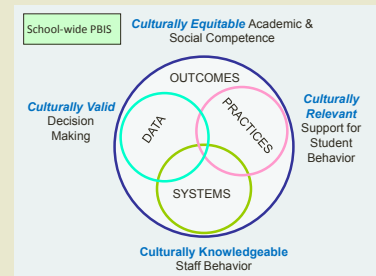 School-wide PBIS
Culturally Equitable Academic &
Social Competence
OUTCOMES
Culturally Valid
Decision
Making
DATA
PRACTICES
Culturally
Relevant
Support for
Student
Behavior
SYSTEMS
Culturally Knowledgeable
Staff Behavior